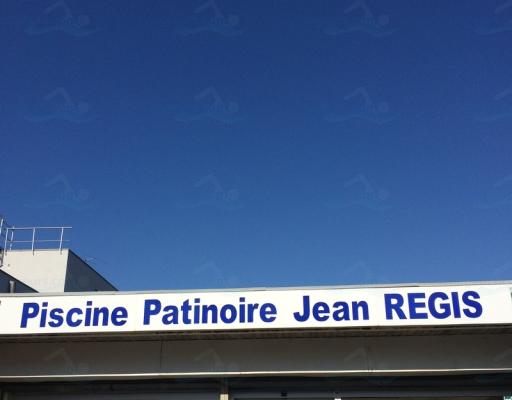 Piscine Patinoire Jean REGIS